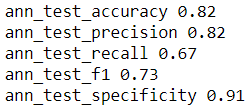 ann_test_accuracy 0.82
ann_test_precision 0.82
ann_test_recall 0.67
ann_test_f1 0.73
ann_test_specificity 0.91